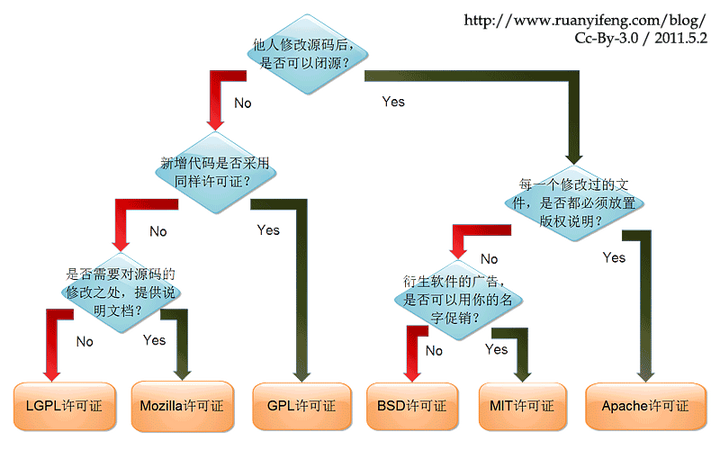 http://www.ruanyifeng.com/blog/
Cc-By-3.0 / 2011.5.2
他人修改源码后，
是否可以闭源？
No
Yes
新增代码是否采用
同样许可证？
每一个修改过的文
件，是否都必须放置
版权说明？
No
Yes
No
Yes
是否需要对源码的
修改之处，提供说
明文档？
衍生软件的广告，
是否可以用你的名
字促销？
No
Yes
No
Yes
LGPL许可证
Mozilla许可证
GPL许可证
BSD许可证
MIT许可证
Apache许可证